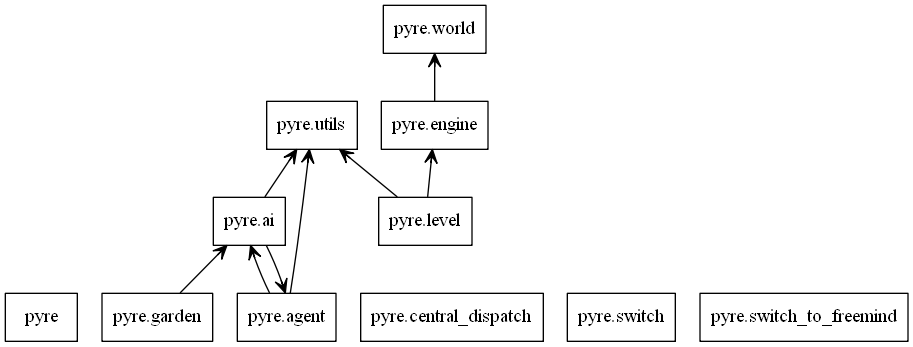 pyre.world
pyre.utils
pyre.engine
pyre.ai
pyre.level
pyre
pyre.garden
pyre.agent
pyre.central_dispatch
pyre.switch
pyre.switch_to_freemind